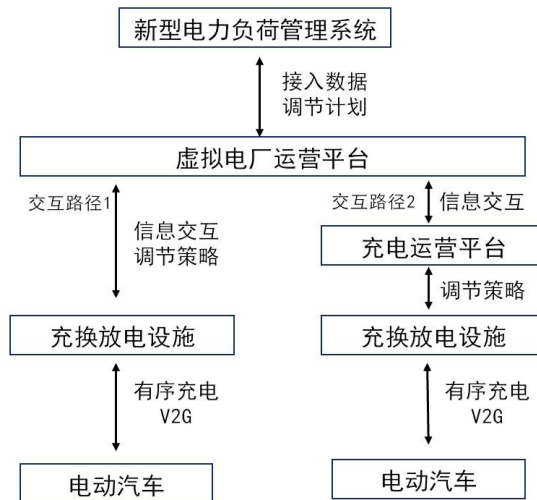 新型电力负荷管理系统
接入数据
调节计划
虚拟电厂运营平台
交互路径1
信息交互
调节策略
充换放电设施
有序充电
V2G
电动汽车
交互路径2
信息交互
充电运营平台
调节策略
充换放电设施
有序充电
V2G
电动汽车